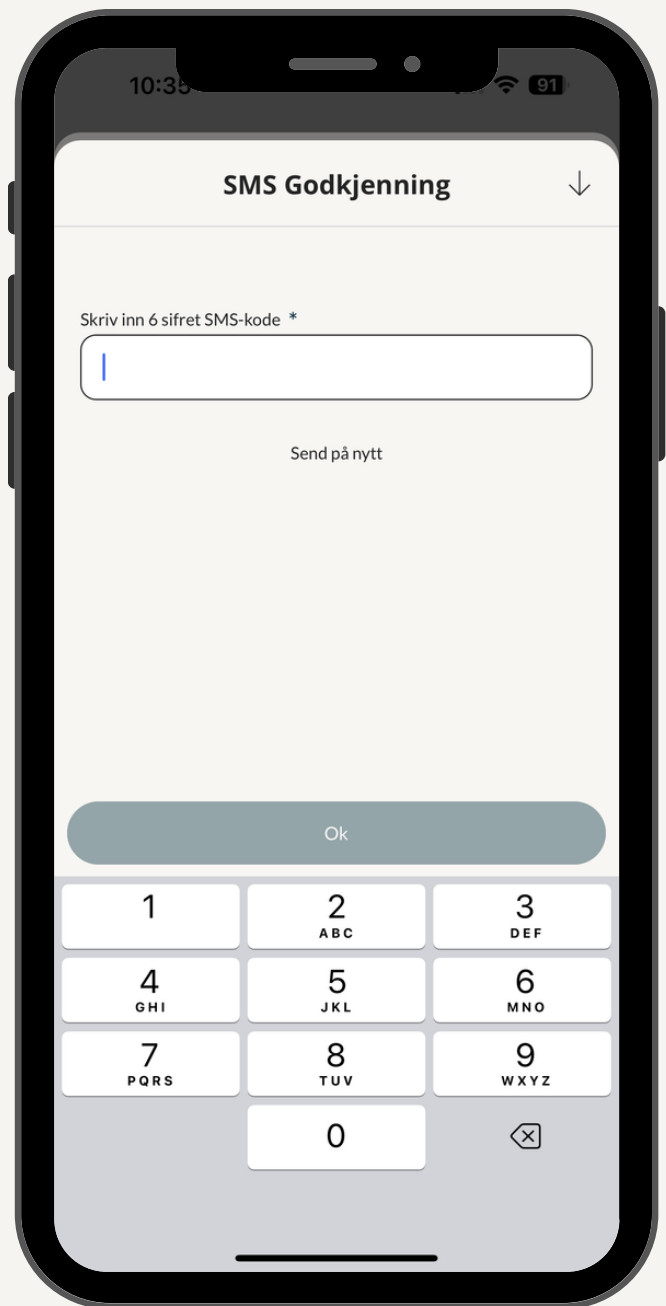 10:35
91
SMS Godkjenning
Skriv inn 6 sifret SMS-kode *
Send på nytt
Ok
1 2 3
ABC DEF
4 5 6
GHI JKL MNO
7 8 9
PQRS TUV WXYZ
0